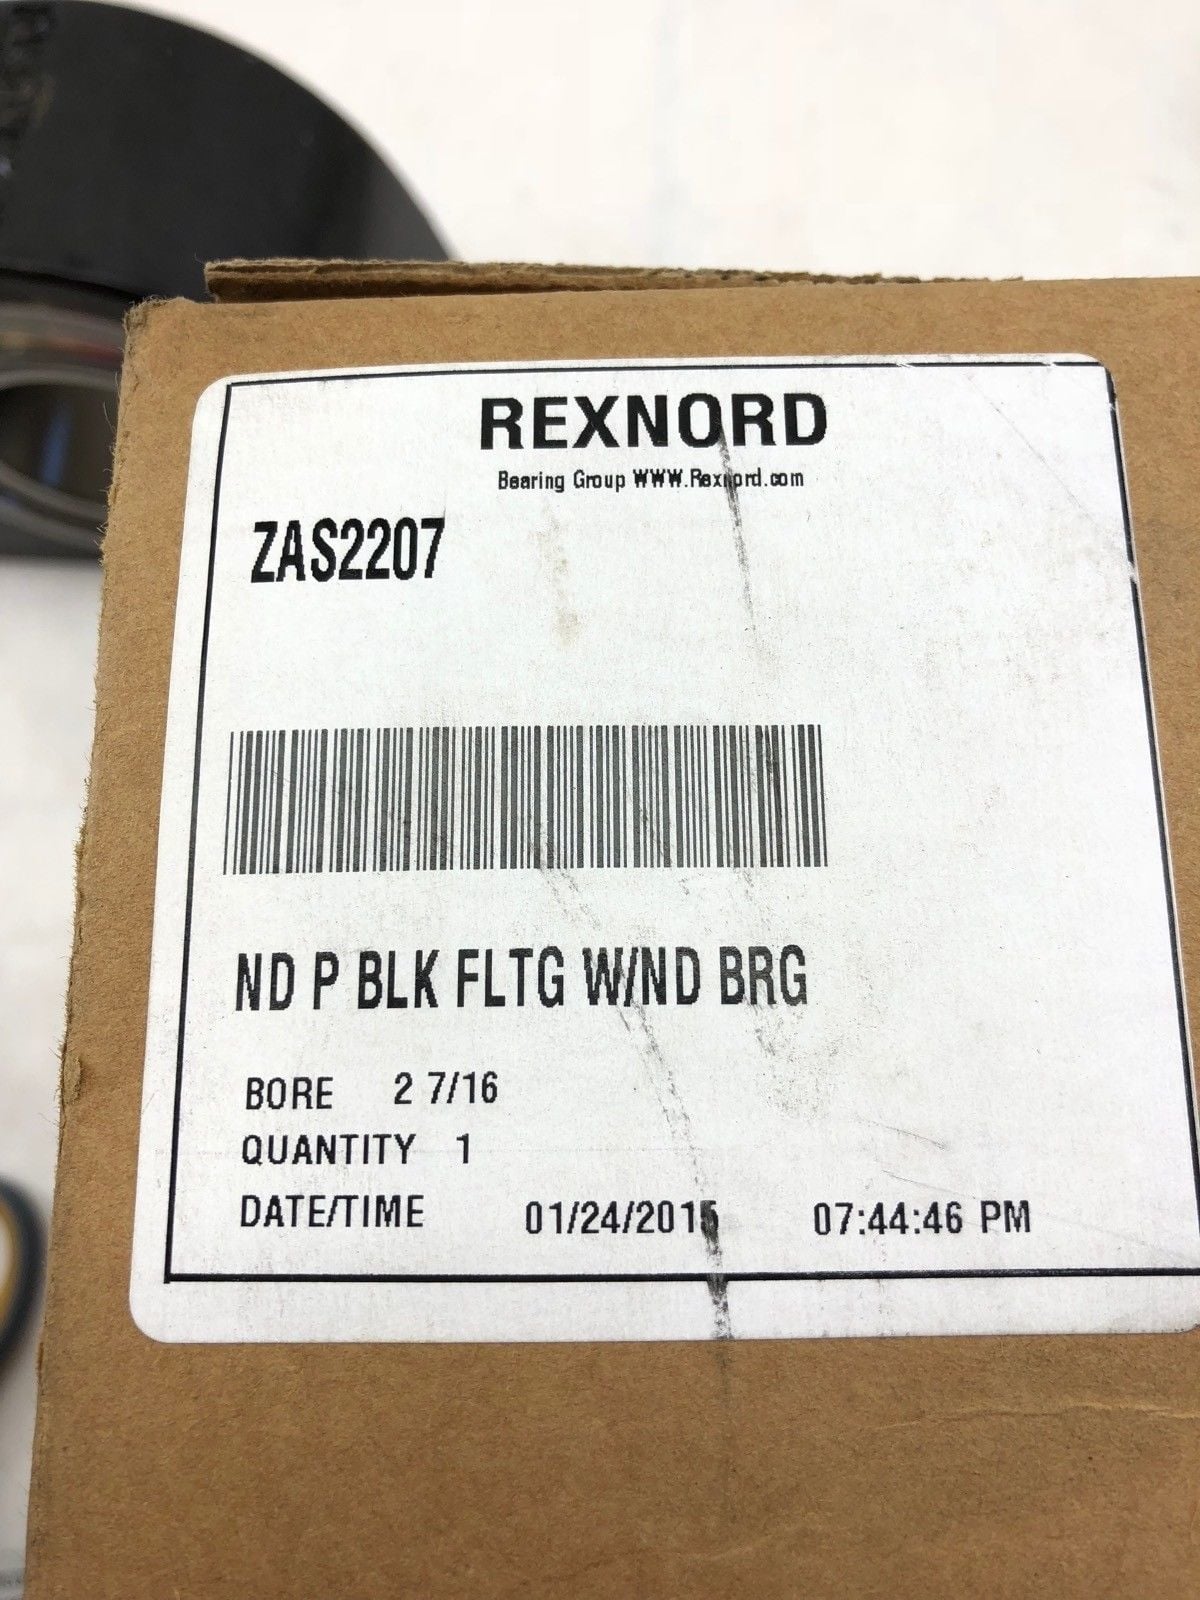 REXNORD
Bearing Group WWW.Rexnord.com
ZAS2207
ND P BLK FLTG W/ND BRG
BORE 2 7/16
QUANTITY 1
DATE/TIME 01/24/2015 07:44:46 PM